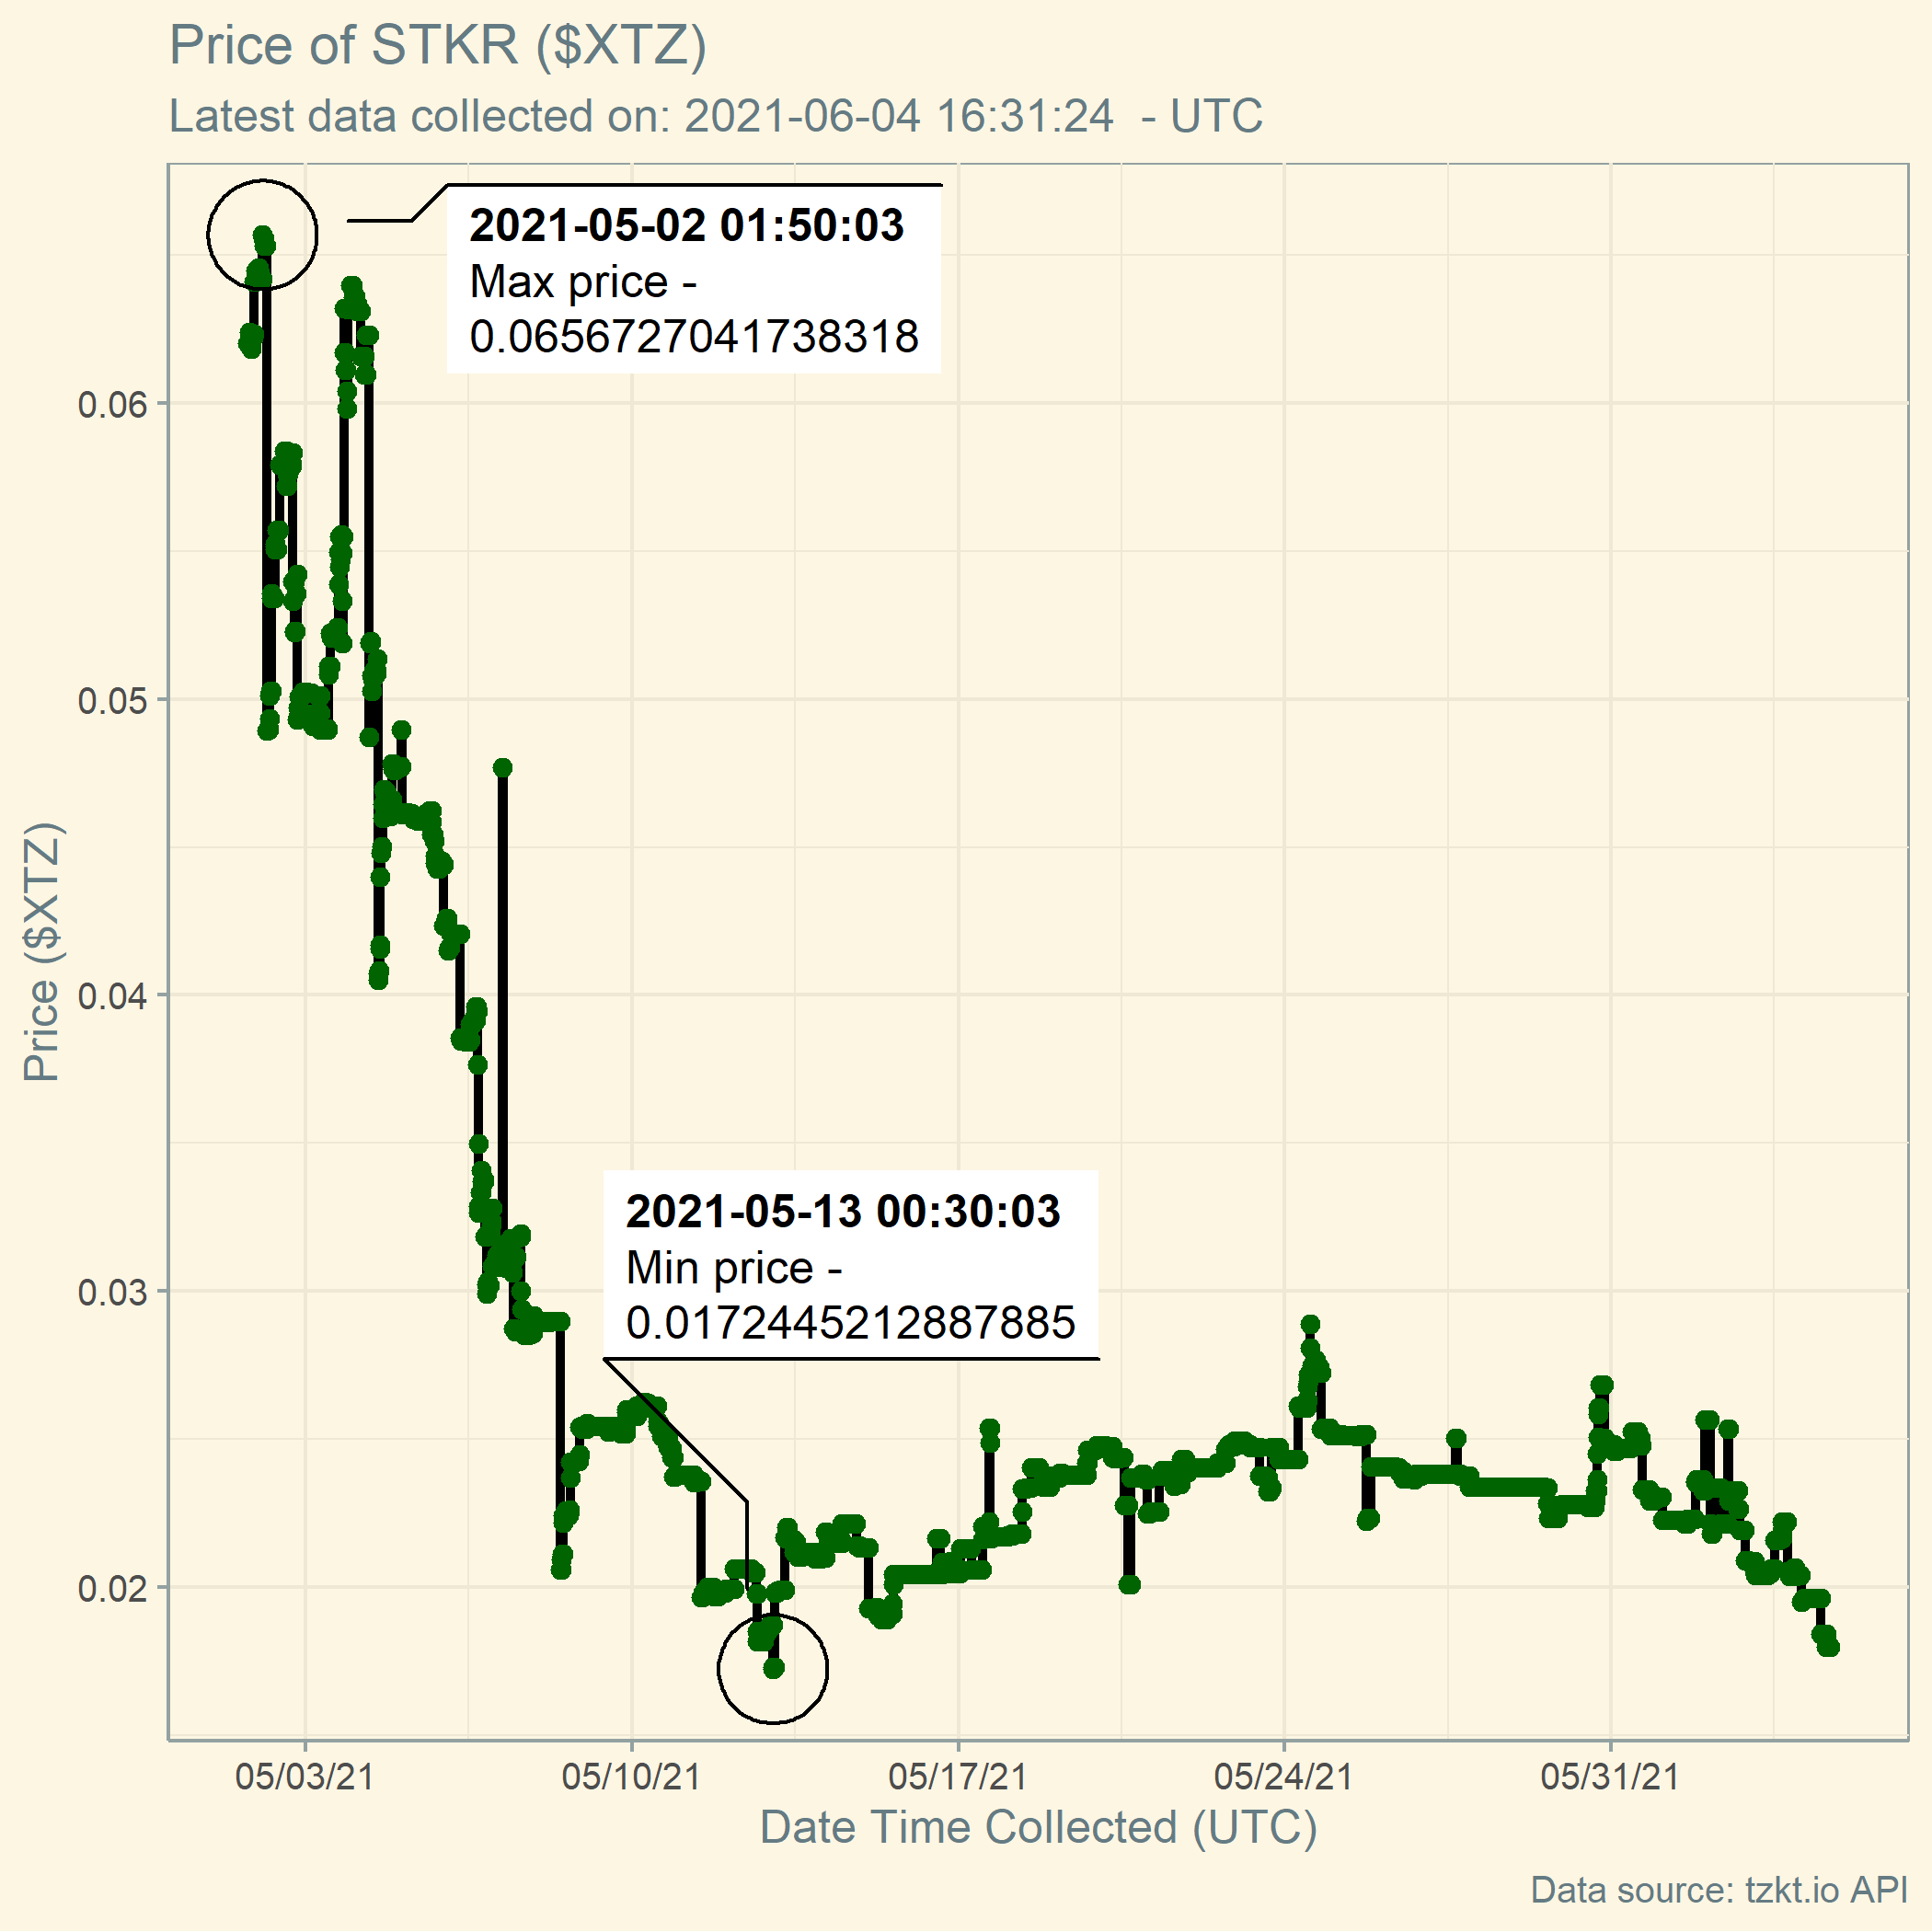 Price of STKR ($XTZ)
Latest data collected on: 2021-06-04 16:31:24  - UTC
2021-05-02 01:50:03
Max price -
0.0656727041738318
0.06
0.05
0.04
0.03
0.02
Price ($XTZ)
2021-05-13 00:30:03
Min price -
0.0172445212887885
05/03/21
05/10/21
05/17/21
05/24/21
05/31/21
Date Time Collected (UTC)
Data source: tzkt.io API